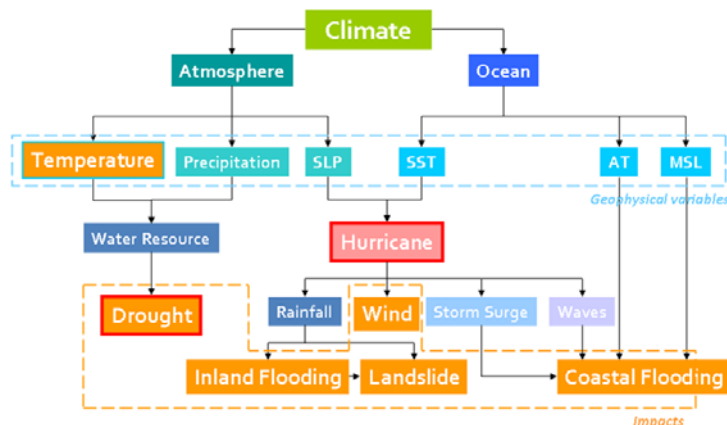 Climate
Atmosphere
Ocean
Temperature
Precipitation
SLP
SST
AT
MSL
Geophysical variables
Water Resource
Hurricane
Drought
Rainfall
Wind
Storm Surge
Waves
Inland Flooding
Landslide
Coastal Flooding
Impacts